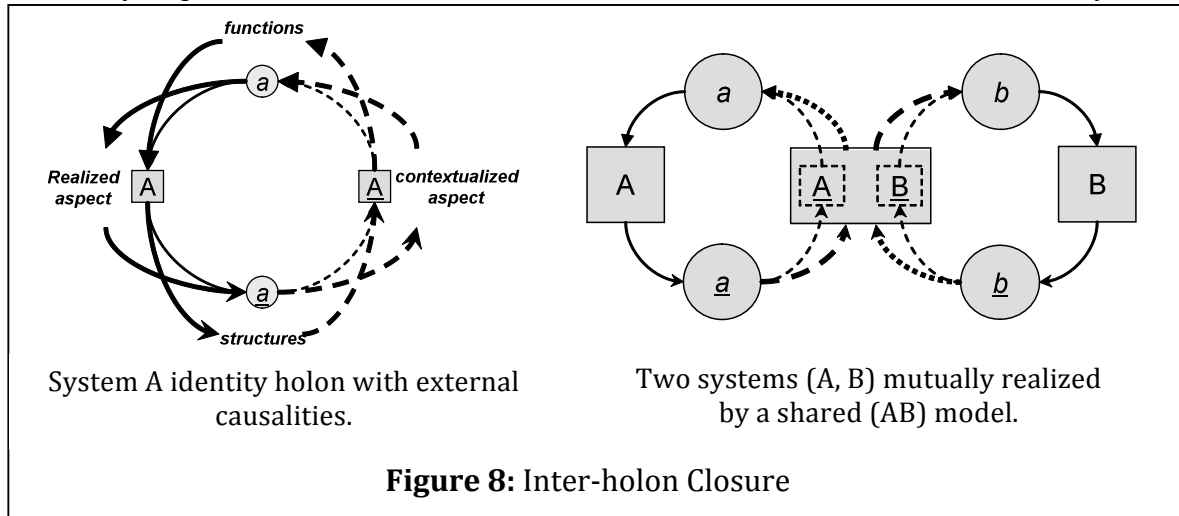 functions
a
Realized
aspect
A
A
contextualized
aspect
a
structures
System A identity holon with external
causalities.
a
b
A
A
B
B
a
b
Two systems (A, B) mutually realized
by a shared (AB) model.
Figure 8: Inter-holon Closure